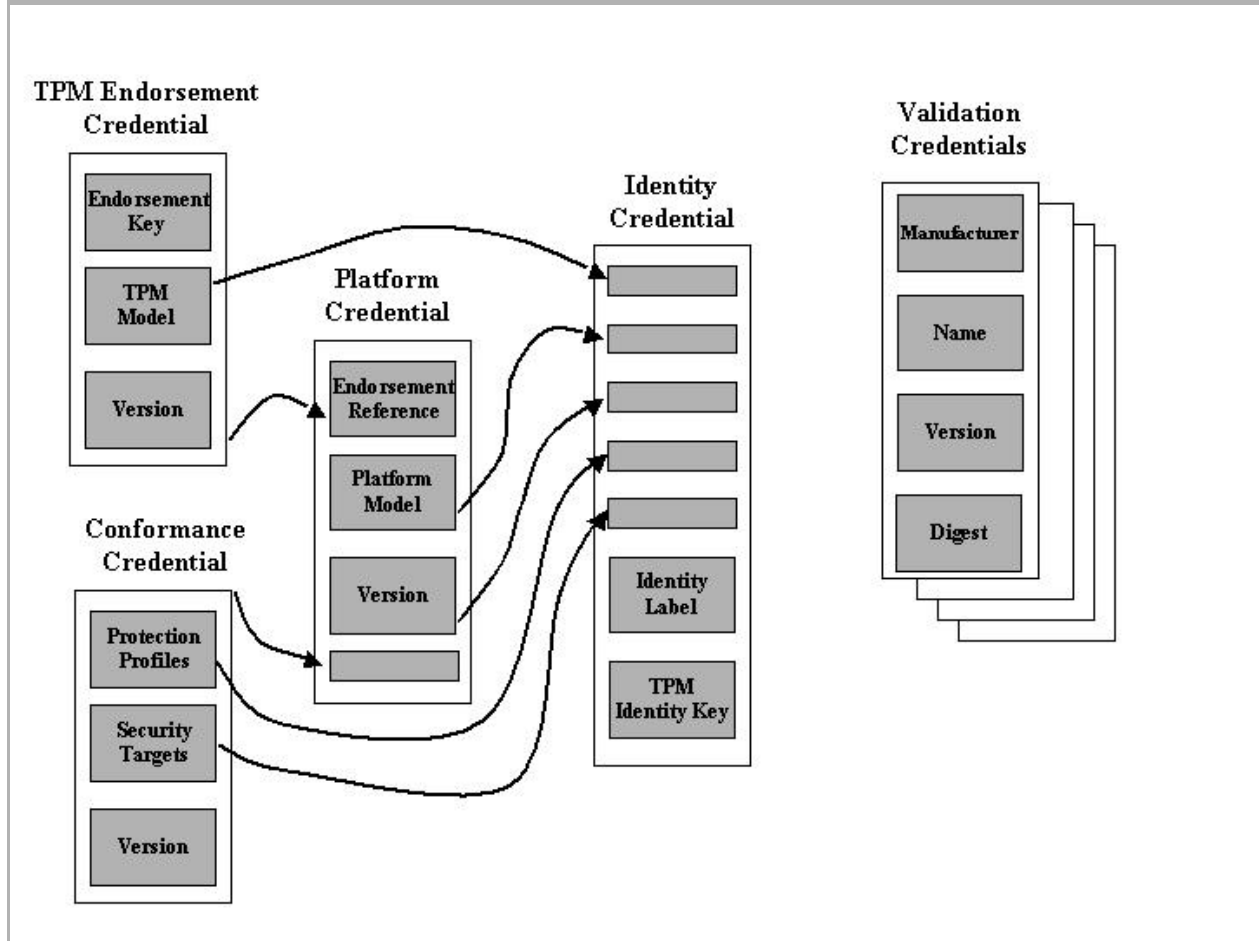 TPM Endorsement
Credential
Endorsement
Key
TPM
Model
Version
Conformance
Credential
Protection
Profiles
Security
Targets
Version
Platform
Credential
Endorsement
Reference
Platform
Model
Version
Identity
Credential
Identity
Label
TPM
Identity Key
Validation
Credentials
Manufacturer
Name
Version
Digest